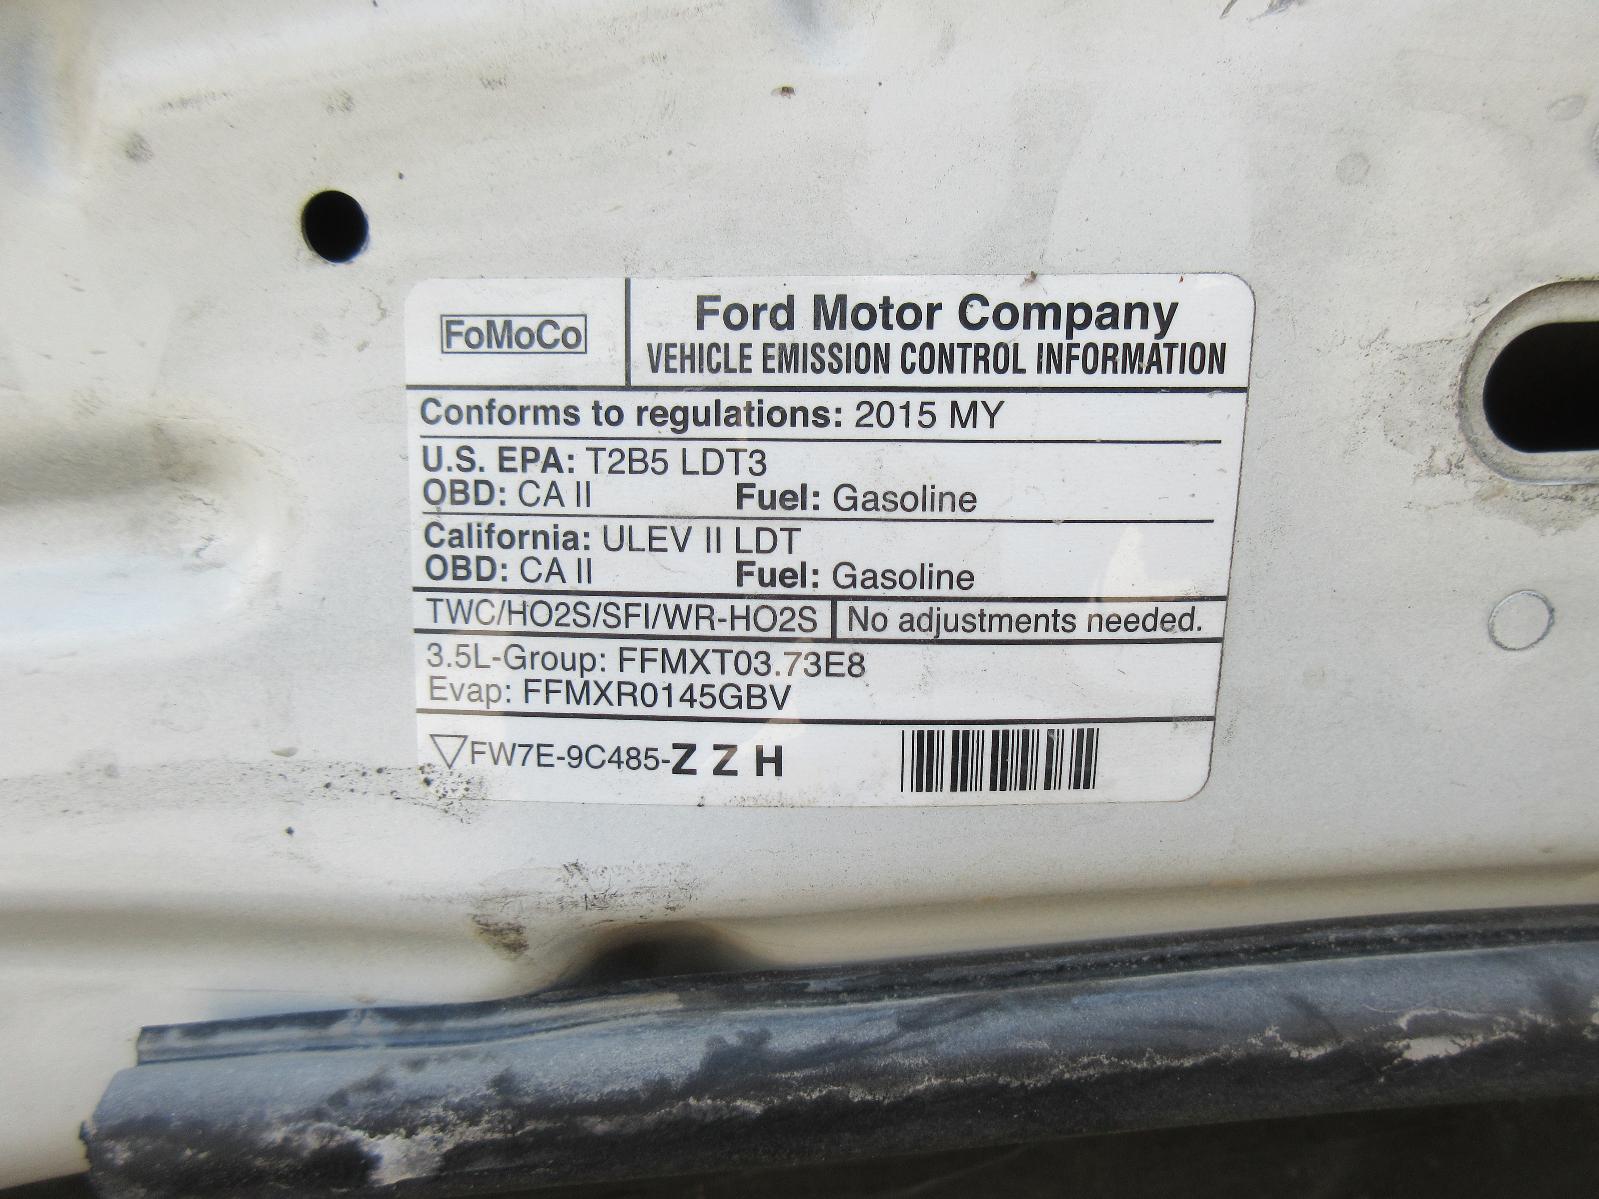 FoMoCo
Ford Motor Company
VEHICLE EMISSION CONTROL INFORMATION
Conforms to regulations: 2015 MY
U.S. EPA: T2B5 LDT3
OBD: CA II Fuel: Gasoline
California: ULEV II LDT
OBD: CA II Fuel: Gasoline
TWC/HO2S/SFI/WR-HO2S No adjustments needed.
3.5L-Group: FFMXT03.73E8
Evap: FFMXR0145GBV
FW7E-9C485-Z Z H